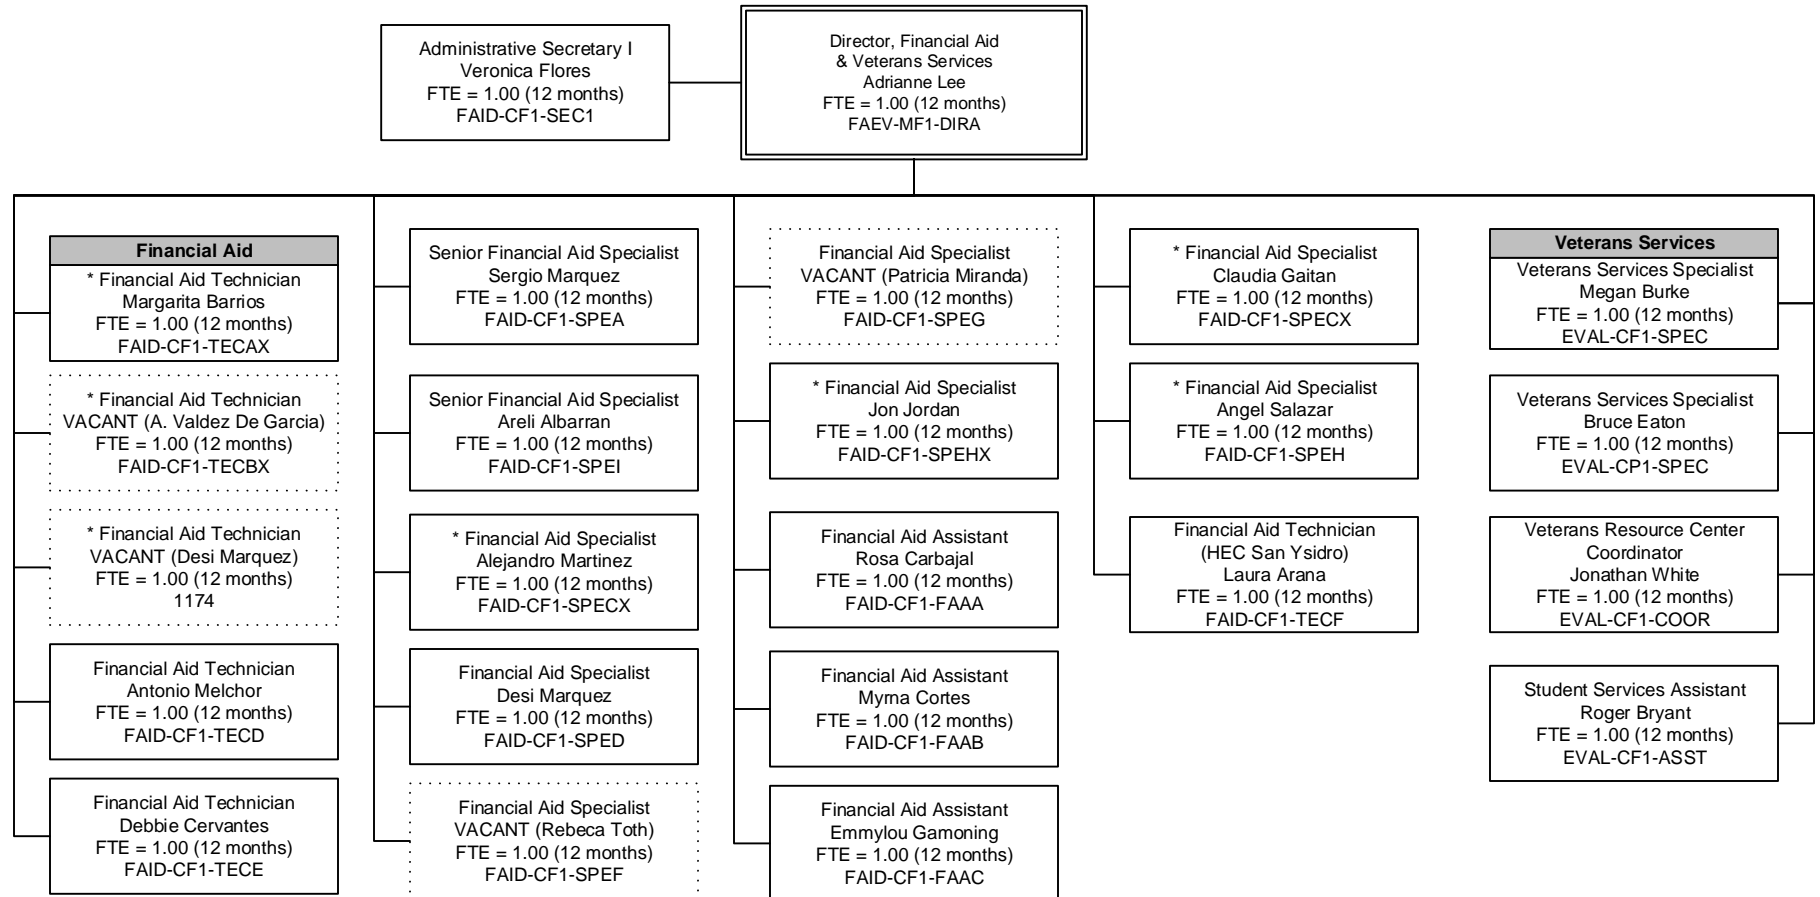 Administrative Secretary I
Veronica Flores
FTE = 1.00 (12 months)
FAID-CF1-SEC1
Director, Financial Aid
& Veterans Services
Adrianne Lee
FTE = 1.00 (12 months)
FAEV-MF1-DIRA
Financial Aid
* Financial Aid Technician
Margarita Barrios
FTE = 1.00 (12 months)
FAID-CF1-TECAX
* Financial Aid Technician
VACANT (A. Valdez De Garcia)
FTE = 1.00 (12 months)
FAID-CF1-TECBX
* Financial Aid Technician
VACANT (Desi Marquez)
FTE = 1.00 (12 months)
1174
Financial Aid Technician
Antonio Melchor
FTE = 1.00 (12 months)
FAID-CF1-TECD
Financial Aid Technician
Debbie Cervantes
FTE = 1.00 (12 months)
FAID-CF1-TECE
Senior Financial Aid Specialist
Sergio Marquez
FTE = 1.00 (12 months)
FAID-CF1-SPEA
Senior Financial Aid Specialist
Areli Albarran
FTE = 1.00 (12 months)
FAID-CF1-SPEI
* Financial Aid Specialist
Alejandro Martinez
FTE = 1.00 (12 months)
FAID-CF1-SPECX
Financial Aid Specialist
Desi Marquez
FTE = 1.00 (12 months)
FAID-CF1-SPED
Financial Aid Specialist
VACANT (Rebeca Toth)
FTE = 1.00 (12 months)
FAID-CF1-SPEF
Financial Aid Specialist
VACANT (Patricia Miranda)
FTE = 1.00 (12 months)
FAID-CF1-SPEG
* Financial Aid Specialist
Jon Jordan
FTE = 1.00 (12 months)
FAID-CF1-SPEHX
Financial Aid Assistant
Rosa Carbajal
FTE = 1.00 (12 months)
FAID-CF1-FAAA
Financial Aid Assistant
Myrna Cortes
FTE = 1.00 (12 months)
FAID-CF1-FAAB
Financial Aid Assistant
Emmylou Gamoning
FTE = 1.00 (12 months)
FAID-CF1-FAAC
* Financial Aid Specialist
Claudia Gaitan
FTE = 1.00 (12 months)
FAID-CF1-SPECX
* Financial Aid Specialist
Angel Salazar
FTE = 1.00 (12 months)
FAID-CF1-SPEH
Financial Aid Technician
(HEC San Ysidro)
Laura Arana
FTE = 1.00 (12 months)
FAID-CF1-TECF
Veterans Services
Veterans Services Specialist
Megan Burke
FTE = 1.00 (12 months)
EVAL-CF1-SPEC
Veterans Services Specialist
Bruce Eaton
FTE = 1.00 (12 months)
EVAL-CP1-SPEC
Veterans Resource Center
Coordinator
Jonathan White
FTE = 1.00 (12 months)
EVAL-CF1-COOR
Student Services Assistant
Roger Bryant
FTE = 1.00 (12 months)
EVAL-CF1-ASST